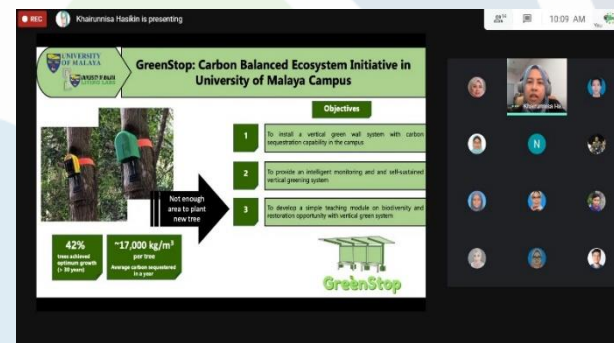 REC
Khairunnisa Hasikin is presenting
10:09 AM
You
UNIVERSITY
OF MALAYA
GreenStop: Carbon Balanced Ecosystem Initiative in
University of Malaya Campus
Objectives
1
To install a vertical green wall system with carbon
sequestration capability in the campus
2
To provide an intelligent monitoring and and self-sustained
vertical greening system
3
To develop a simple teaching module on biodiversity and
restoration opportunity with vertical green system
Not enough
area to plant
new tree
42%
trees achieved
optimum growth
(> 30 years)
~17,000 kg/m³
per tree
Average carbon sequestered
in a year
GreenStop
Khairunnisa Ha...
N